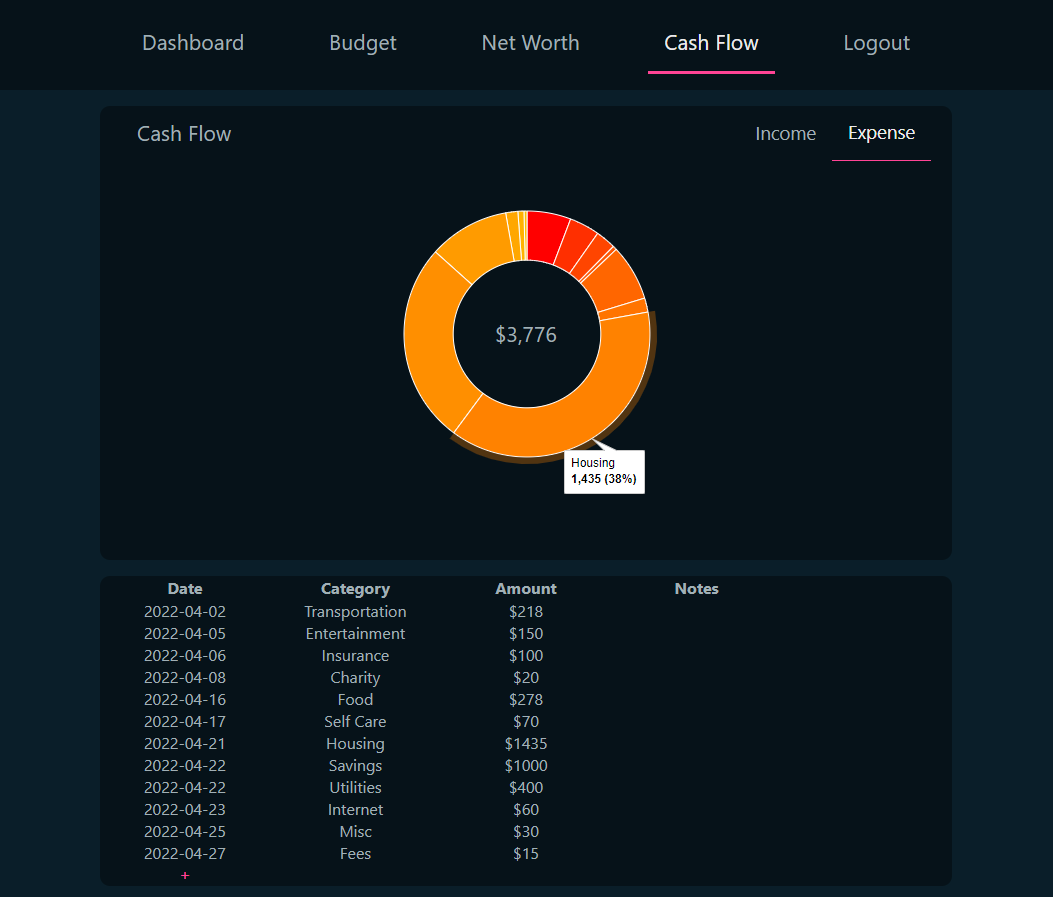 Dashboard Budget Net Worth Cash Flow Logout
Cash Flow Income Expense
$3,776
Housing
1,435 (38%)
Date Category Amount Notes
2022-04-02 Transportation $218
2022-04-05 Entertainment $150
2022-04-06 Insurance $100
2022-04-08 Charity $20
2022-04-16 Food $278
2022-04-17 Self Care $70
2022-04-21 Housing $1435
2022-04-22 Savings $1000
2022-04-22 Utilities $400
2022-04-23 Internet $60
2022-04-25 Misc $30
2022-04-27 Fees $15
+